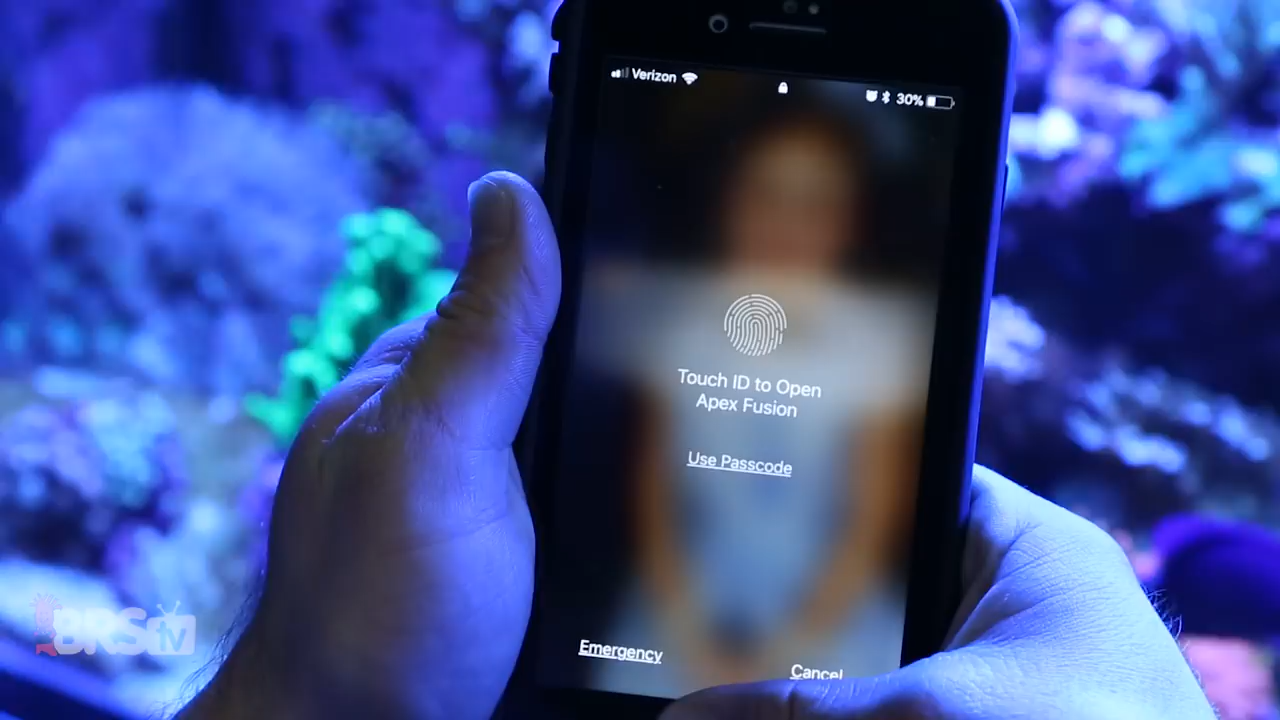 Verizon
30%
Touch ID to Open
Apex Fusion
Use Passcode
Emergency
Cancel
BRStv